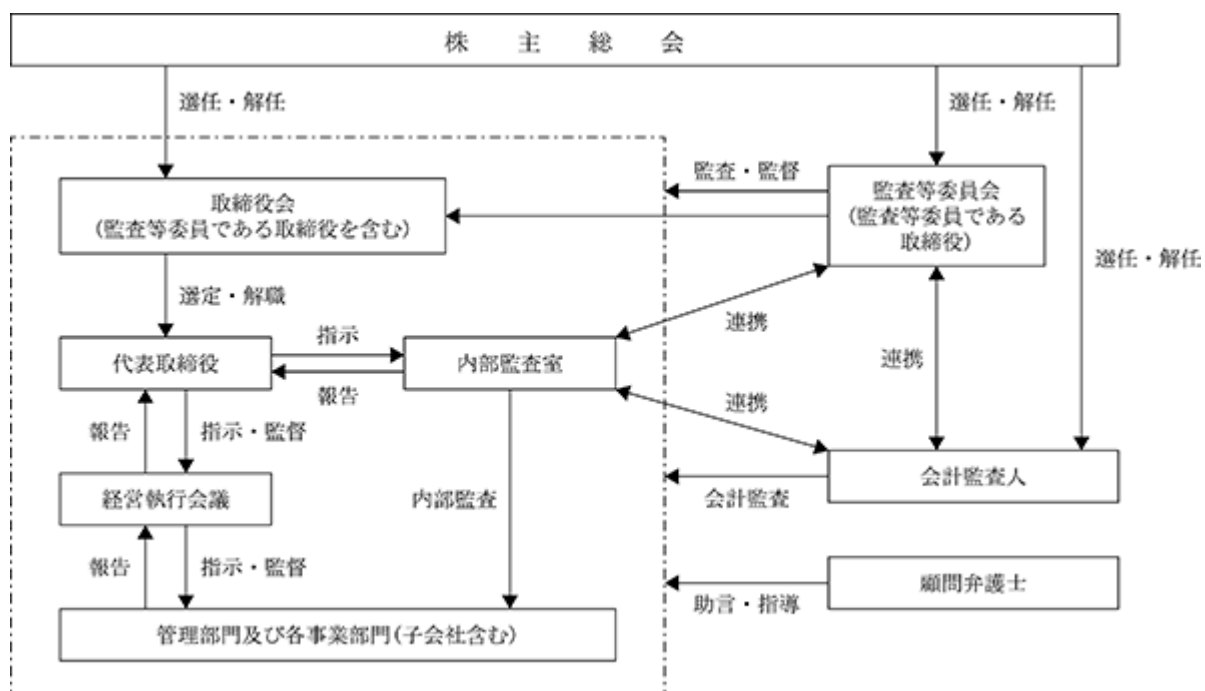 株主総会
選任・解任
選任・解任
監査・監督
取締役会
(監査等委員である取締役を含む)
監査等委員会
(監査等委員である
取締役)
選任・解任
選定・解職
指示
連携
代表取締役
内部監査室
連携
報告
連携
報告
指示・監督
経営執行会議
内部監査
会計監査人
会計監査
報告
指示・監督
顧問弁護士
助言・指導
管理部門及び各事業部門(子会社含む)